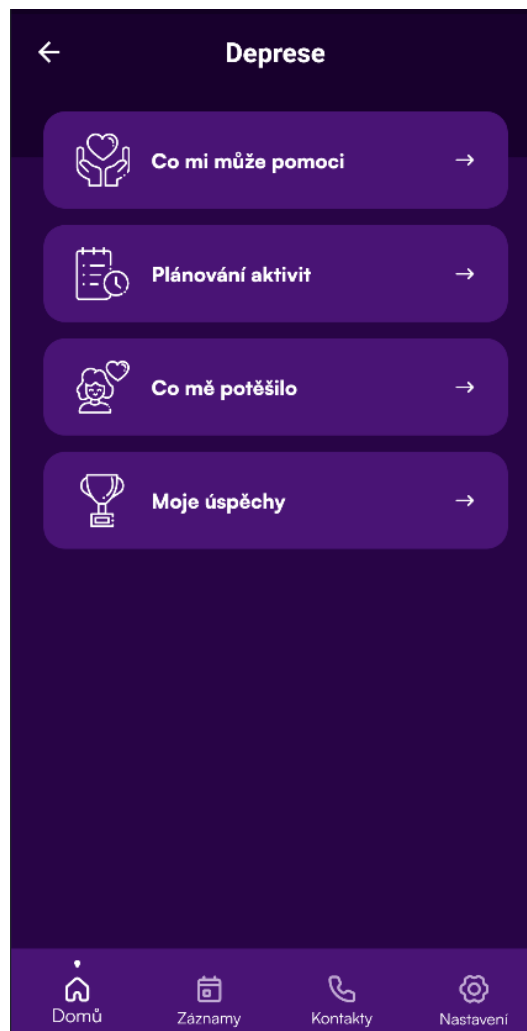 Deprese
Co mi může pomoci
Plánování aktivit
Co mě potěšilo
Moje úspěchy
Domů
Záznamy
Kontakty
Nastavení